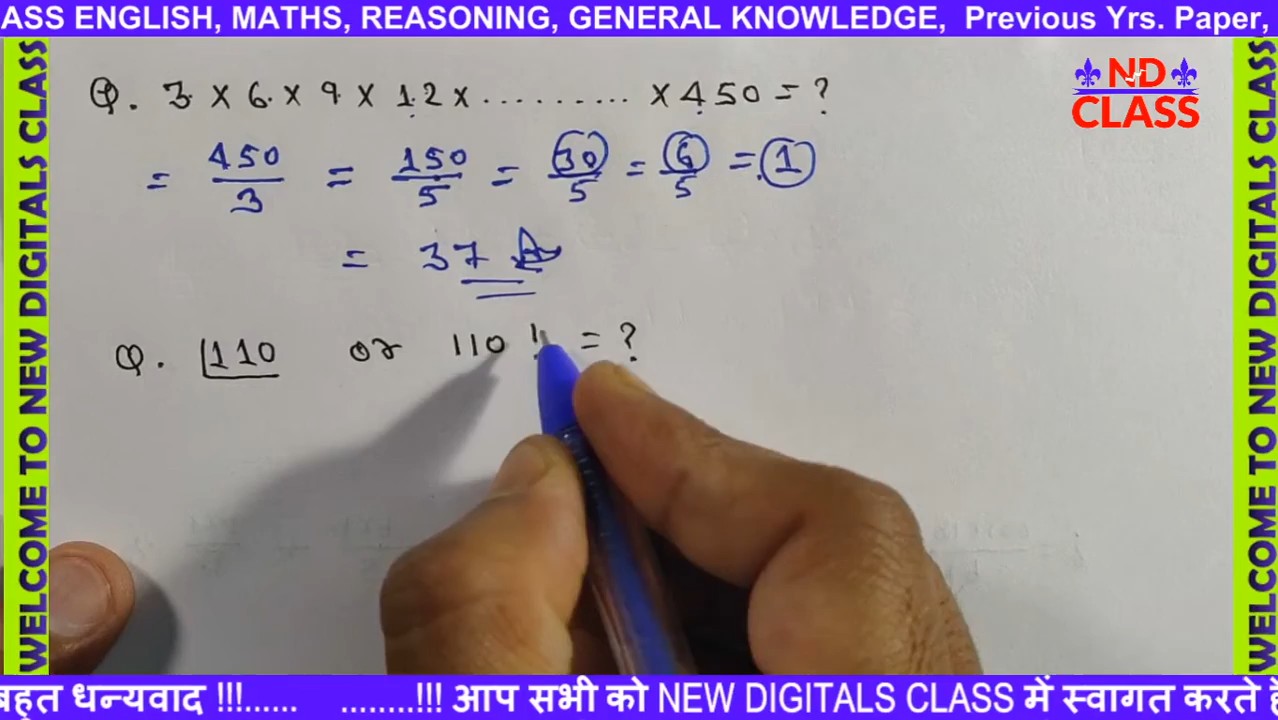 ASS ENGLISH, MATHS, REASONING, GENERAL KNOWLEDGE, Previous Yrs. Paper,
WELCOME TO NEW DIGITALS CLASS
ND
CLASS
Q. 3 x 6 x 9 x 12 x .......... x 450 = ?
= 450/3 = 150/5 = 30/5 = 6/5 = 1
= 37
Q. |110 or 110 ! = ?
WELCOME TO NEW DIGITALS CLASS
बहुत धन्यवाद !!!...... ........!!! आप सभी को NEW DIGITALS CLASS में स्वागत करते